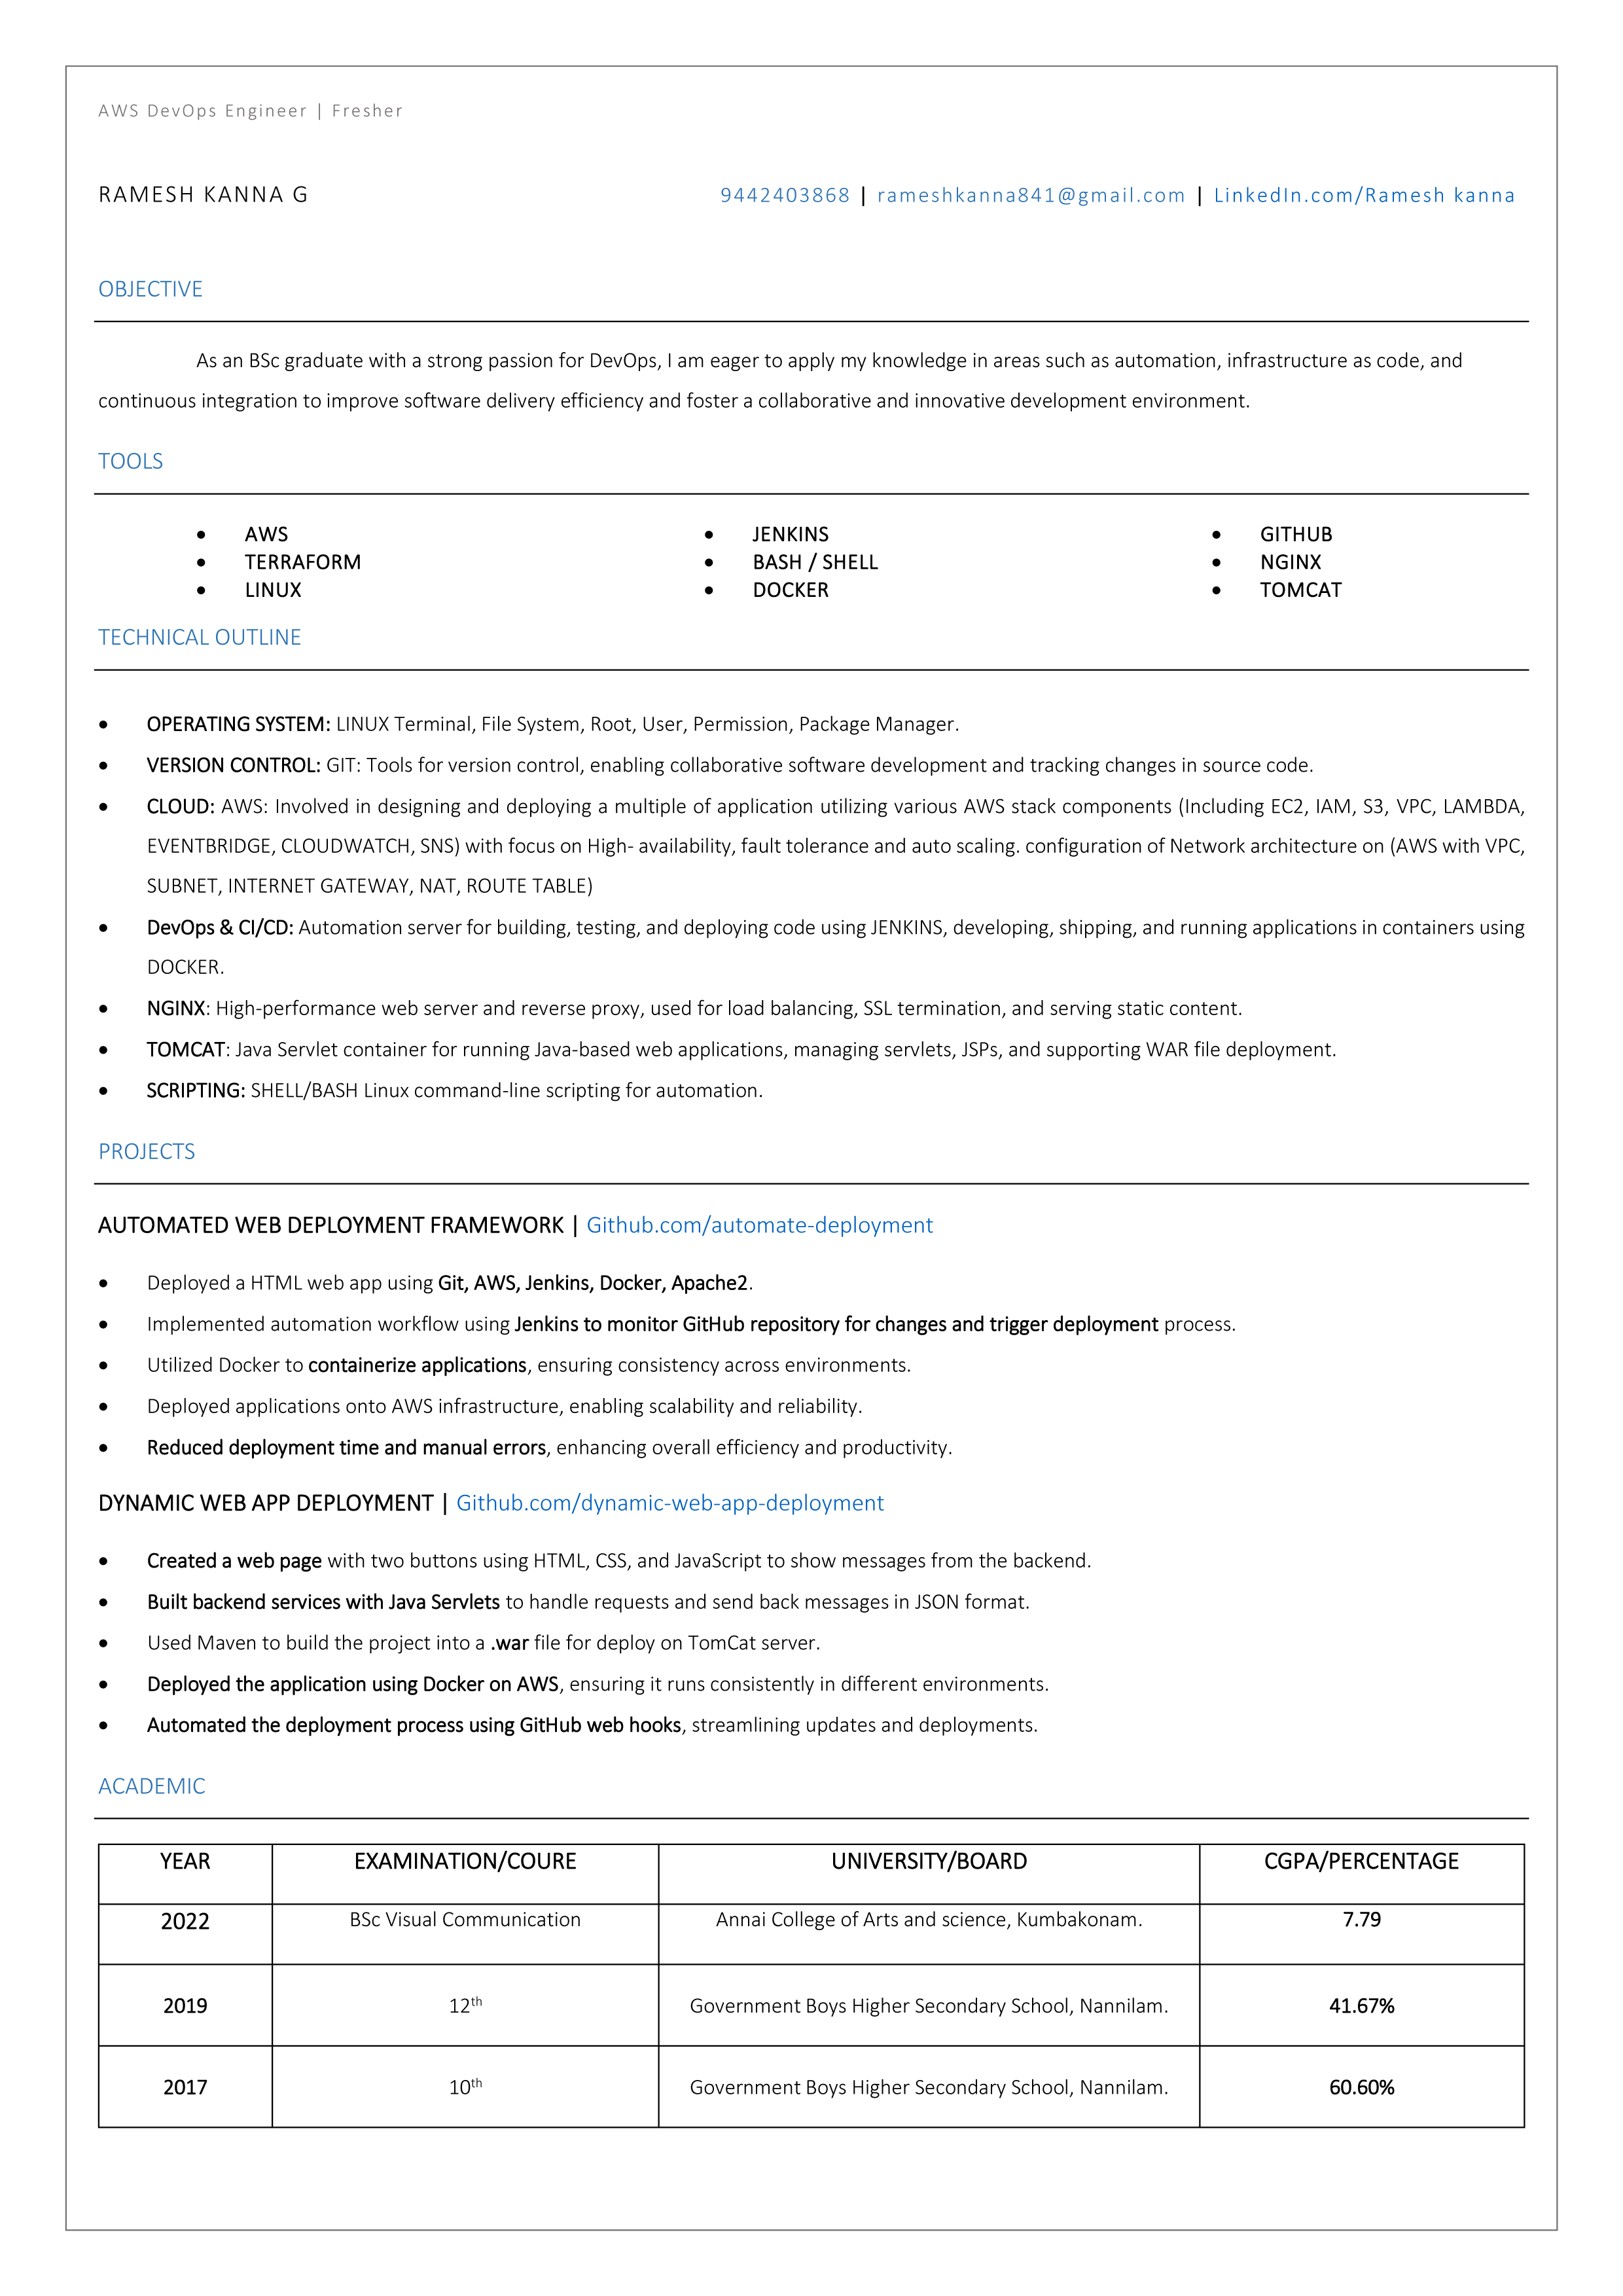 AWS DevOps Engineer | Fresher
RAMESH KANNA G 9442403868 | rameshkanna841@gmail.com | LinkedIn.com/Ramesh kanna
OBJECTIVE
As an BSc graduate with a strong passion for DevOps, I am eager to apply my knowledge in areas such as automation, infrastructure as code, and
continuous integration to improve software delivery efficiency and foster a collaborative and innovative development environment.
TOOLS
• AWS • JENKINS • GITHUB
• TERRAFORM • BASH / SHELL • NGINX
• LINUX • DOCKER • TOMCAT
TECHNICAL OUTLINE
• OPERATING SYSTEM: LINUX Terminal, File System, Root, User, Permission, Package Manager.
• VERSION CONTROL: GIT: Tools for version control, enabling collaborative software development and tracking changes in source code.
• CLOUD: AWS: Involved in designing and deploying a multiple of application utilizing various AWS stack components (Including EC2, IAM, S3, VPC, LAMBDA,
EVENTBRIDGE, CLOUDWATCH, SNS) with focus on High- availability, fault tolerance and auto scaling. configuration of Network architecture on (AWS with VPC,
SUBNET, INTERNET GATEWAY, NAT, ROUTE TABLE)
• DevOps & CI/CD: Automation server for building, testing, and deploying code using JENKINS, developing, shipping, and running applications in containers using
DOCKER.
• NGINX: High-performance web server and reverse proxy, used for load balancing, SSL termination, and serving static content.
• TOMCAT: Java Servlet container for running Java-based web applications, managing servlets, JSPs, and supporting WAR file deployment.
• SCRIPTING: SHELL/BASH Linux command-line scripting for automation.
PROJECTS
AUTOMATED WEB DEPLOYMENT FRAMEWORK | Github.com/automate-deployment
• Deployed a HTML web app using Git, AWS, Jenkins, Docker, Apache2.
• Implemented automation workflow using Jenkins to monitor GitHub repository for changes and trigger deployment process.
• Utilized Docker to containerize applications, ensuring consistency across environments.
• Deployed applications onto AWS infrastructure, enabling scalability and reliability.
• Reduced deployment time and manual errors, enhancing overall efficiency and productivity.
DYNAMIC WEB APP DEPLOYMENT | Github.com/dynamic-web-app-deployment
• Created a web page with two buttons using HTML, CSS, and JavaScript to show messages from the backend.
• Built backend services with Java Servlets to handle requests and send back messages in JSON format.
• Used Maven to build the project into a .war file for deploy on TomCat server.
• Deployed the application using Docker on AWS, ensuring it runs consistently in different environments.
• Automated the deployment process using GitHub web hooks, streamlining updates and deployments.
ACADEMIC
YEAR EXAMINATION/COURE UNIVERSITY/BOARD CGPA/PERCENTAGE
2022 BSc Visual Communication Annai College of Arts and science, Kumbakonam. 7.79
2019 12th Government Boys Higher Secondary School, Nannilam. 41.67%
2017 10th Government Boys Higher Secondary School, Nannilam. 60.60%